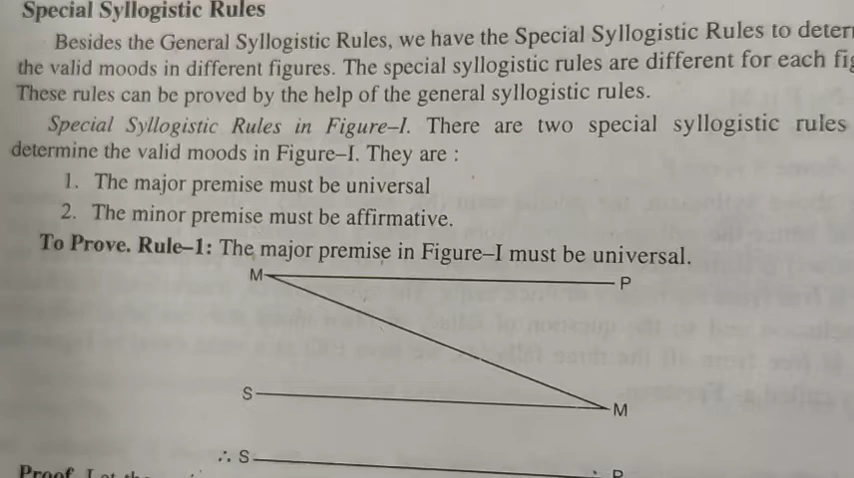 Special Syllogistic Rules
Besides the General Syllogistic Rules, we have the Special Syllogistic Rules to
the valid moods in different figures. The special syllogistic rules are different for each
These rules can be proved by the help of the general syllogistic rules.
Special Syllogistic Rules in Figure–I. There are two special syllogistic rules
determine the valid moods in Figure–I. They are :
1. The major premise must be universal
2. The minor premise must be affirmative.
To Prove. Rule–1: The major premise in Figure–I must be universal.
M P
S M
∴ S P
Proof. Let